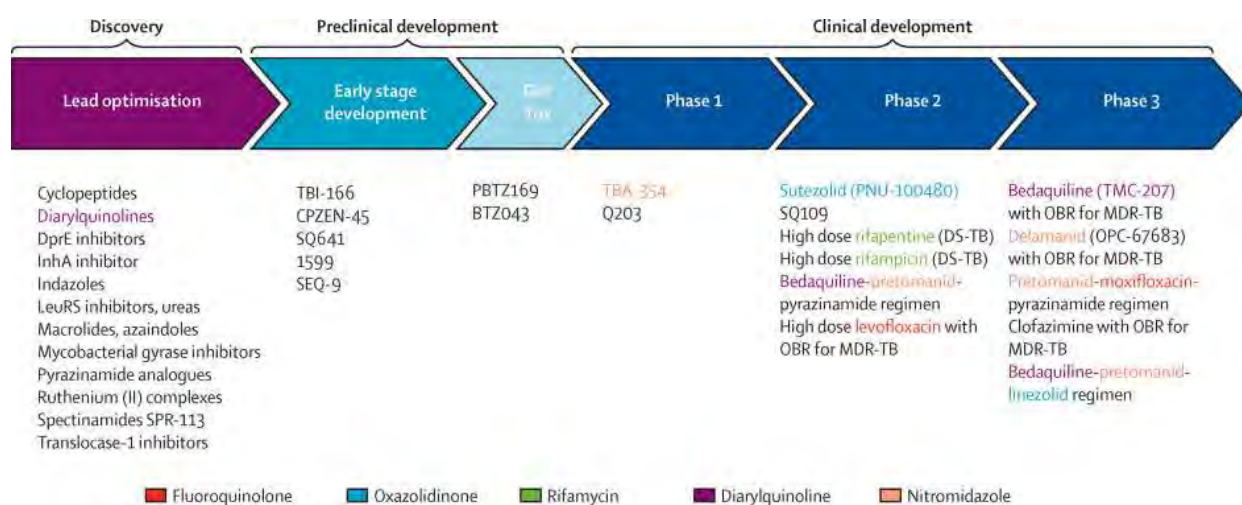 Discovery
Preclinical development
Clinical development
Lead optimisation
Early stage
development
Phase 1
Phase 2
Phase 3
Cyclopeptides
Diarylquinolines
DprE inhibitors
InhA inhibitor
Indazoles
LeuRS inhibitors, ureas
Macrolides, azaindoles
Mycobacterial gyrase inhibitors
Pyrazinamide analogues
Ruthenium (II) complexes
Spectinamides SPR-113
Translocase-1 inhibitors
TBI-166
CPZEN-45
SQ641
1599
SEQ-9
PBTZ169
BTZ043
TBA-354
Q203
Sutezolid (PNU-100480)
SQ109
High dose rifapentine (DS-TB)
High dose rifampicin (DS-TB)
Bedaquiline-pretomanid-
pyrazinamide regimen
High dose levofloxacin with
OBR for MDR-TB
Bedaquiline (TMC-207)
with OBR for MDR-TB
Delamanid (OPC-67683)
with OBR for MDR-TB
Pretomanid-moxifloxacin-
pyrazinamide regimen
Clofazimine with OBR for
MDR-TB
Bedaquiline-pretomanid-
linezolid regimen
Fluoroquinolone
Oxazolidinone
Rifamycin
Diarylquinoline
Nitromidazole